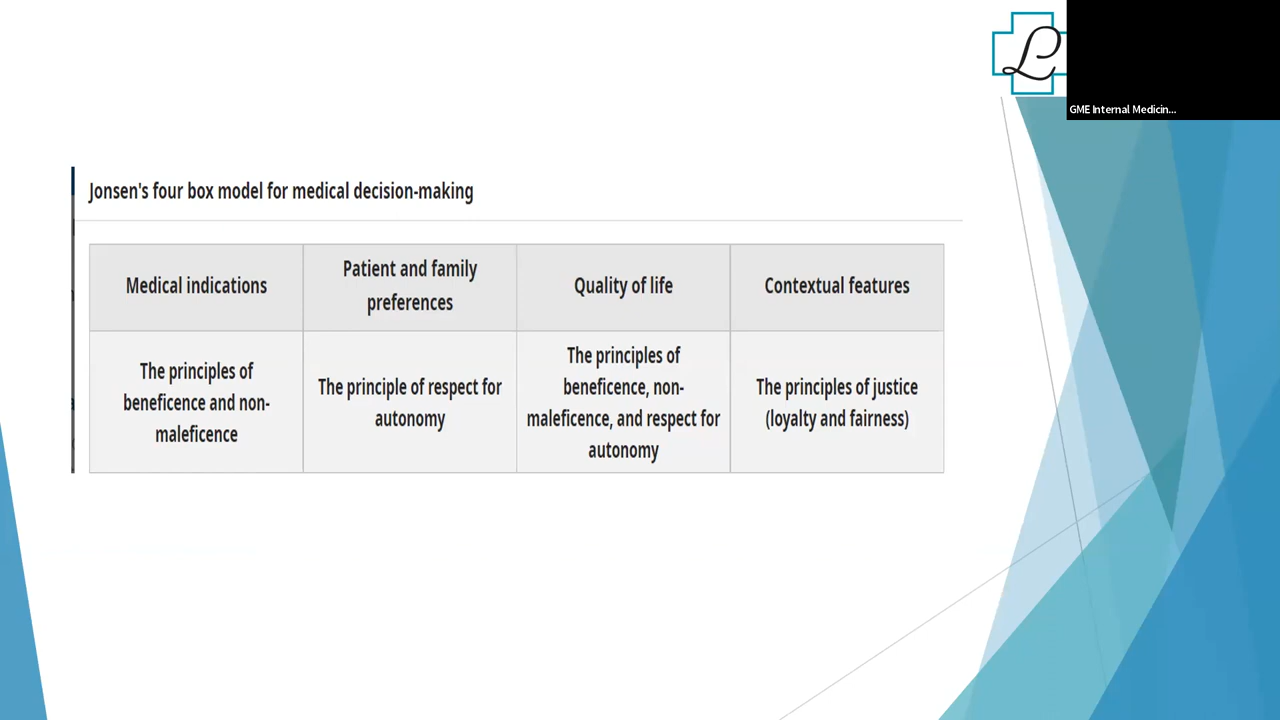 L
GME Internal Medicin...
Jonsen's four box model for medical decision-making
Medical indications
Patient and family
preferences
Quality of life
Contextual features
The principles of
beneficence and non-
maleficence
The principle of respect for
autonomy
The principles of
beneficence, non-
maleficence, and respect for
autonomy
The principles of justice
(loyalty and fairness)